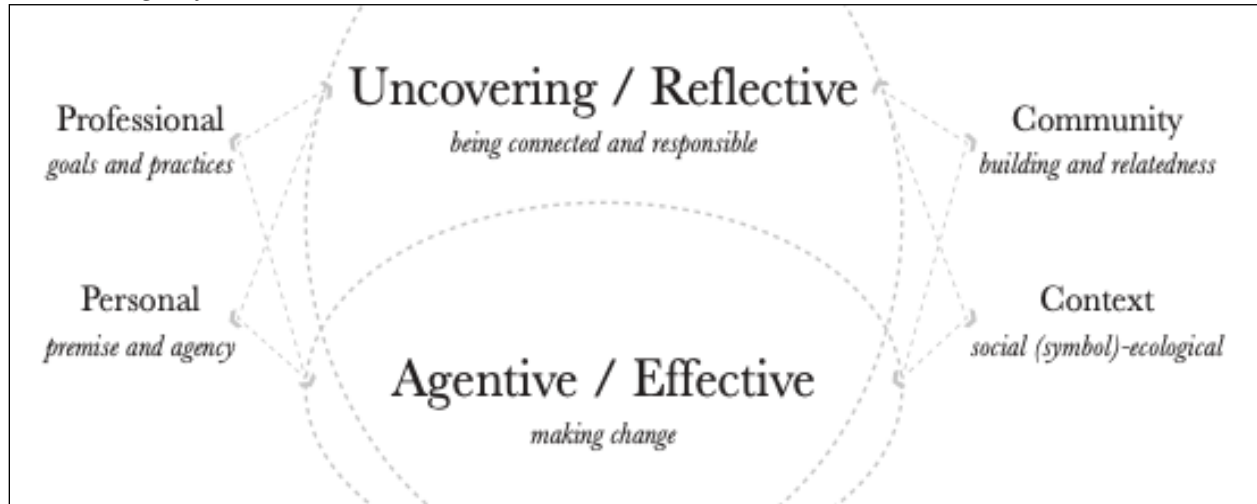 Uncovering / Reflective
being connected and responsible
Professional
goals and practices
Community
building and relatedness
Personal
premise and agency
Context
social (symbol)-ecological
Agentive / Effective
making change